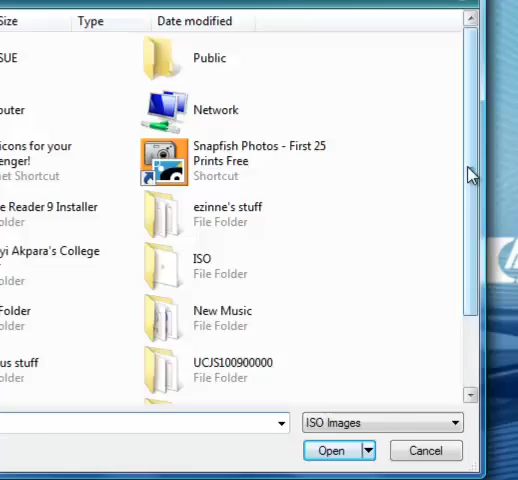 Size Type Date modified
SUE Public
puter Network
icons for your Snapfish Photos - First 25
enger! Prints Free
et Shortcut Shortcut
e Reader 9 Installer ezinne's stuff
older File Folder
yi Akpara's College ISO
older File Folder
Folder New Music
older File Folder
us stuff UCJS100900000
older File Folder
ISO Images
Open Cancel